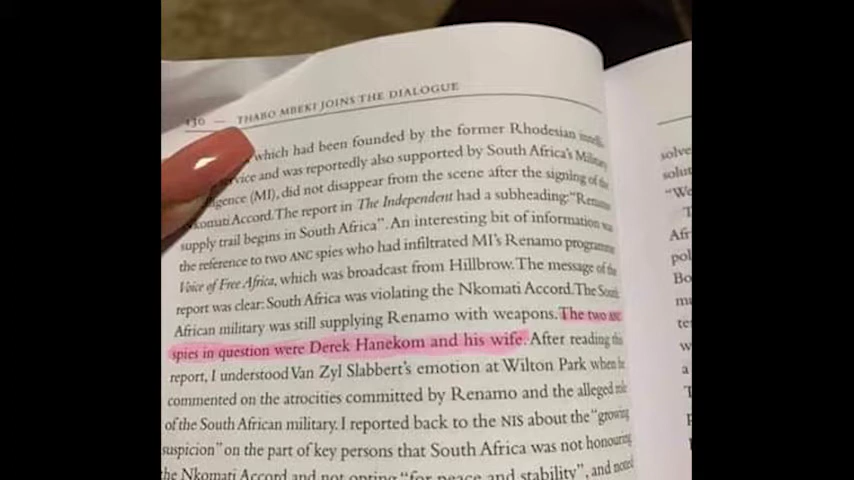 130 — THABO MBEKI JOINS THE DIALOGUE
which had been founded by the former Rhodesian
and was reportedly also supported by South Africa's
(MI), did not disappear from the scene after the signing of the
Accord. The report in The Independent had a subheading: "
supply trail begins in South Africa". An interesting bit of information
the reference to two ANC spies who had infiltrated MI's Renamo programme
Voice of Free Africa, which was broadcast from Hillbrow. The message of the
report was clear: South Africa was violating the Nkomati Accord. The
African military was still supplying Renamo with weapons. The two ANC
spies in question were Derek Hanekom and his wife. After reading this
report, I understood Van Zyl Slabbert's emotion at Wilton Park when he
commented on the atrocities committed by Renamo and the alleged role
of the South African military. I reported back to the NIS about the "growing
suspicion" on the part of key persons that South Africa was not honouring
the Nkomati Accord and not opting "for peace and stability", and noted
solve
solut
"We
T
Afr
pol
Bo
mu
te
w
a
T